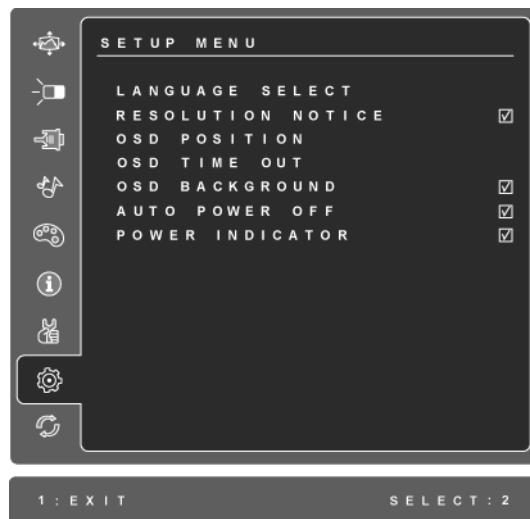 SETUP MENU
LANGUAGE SELECT
RESOLUTION NOTICE
OSD POSITION
OSD TIME OUT
OSD BACKGROUND
AUTO POWER OFF
POWER INDICATOR
1:EXIT SELECT:2